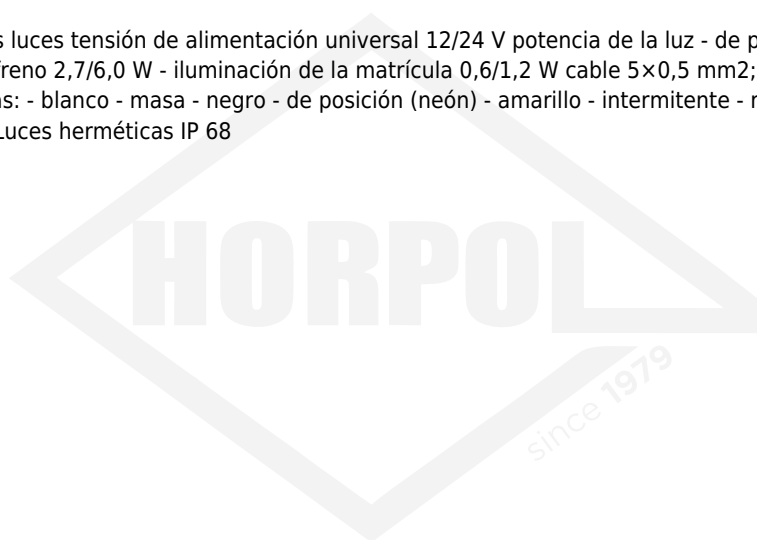 luces tensión de alimentación universal 12/24 V potencia de la luz - de
freno 2,7/6,0 W - iluminación de la matrícula 0,6/1,2 W cable 5×0,5 mm2;
- blanco - masa - negro - de posición (neón) - amarillo - intermitente -
Luces herméticas IP 68
HORPOL
since 1979